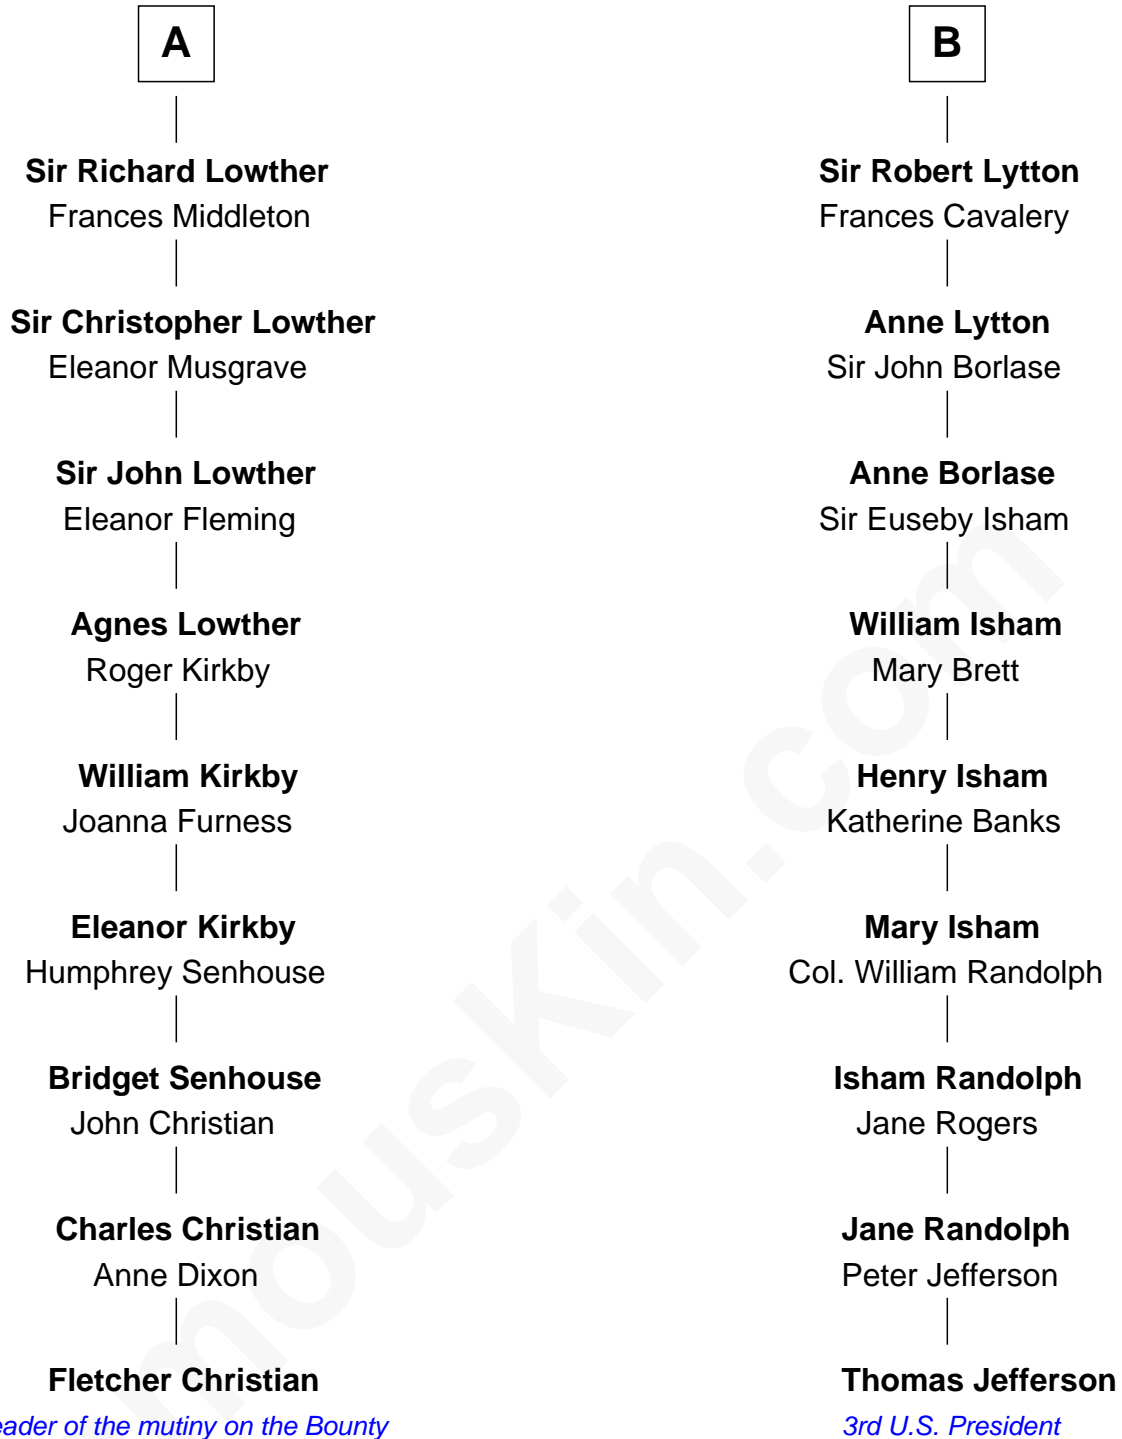 A
Sir Richard Lowther
Frances Middleton
Sir Christopher Lowther
Eleanor Musgrave
Sir John Lowther
Eleanor Fleming
Agnes Lowther
Roger Kirkby
William Kirkby
Joanna Furness
Eleanor Kirkby
Humphrey Senhouse
Bridget Senhouse
John Christian
Charles Christian
Anne Dixon
Fletcher Christian
eader of the mutiny on the Bounty
B
Sir Robert Lytton
Frances Cavalery
Anne Lytton
Sir John Borlase
Anne Borlase
Sir Euseby Isham
William Isham
Mary Brett
Henry Isham
Katherine Banks
Mary Isham
Col. William Randolph
Isham Randolph
Jane Rogers
Jane Randolph
Peter Jefferson
Thomas Jefferson
3rd U.S. President
mousKin.com